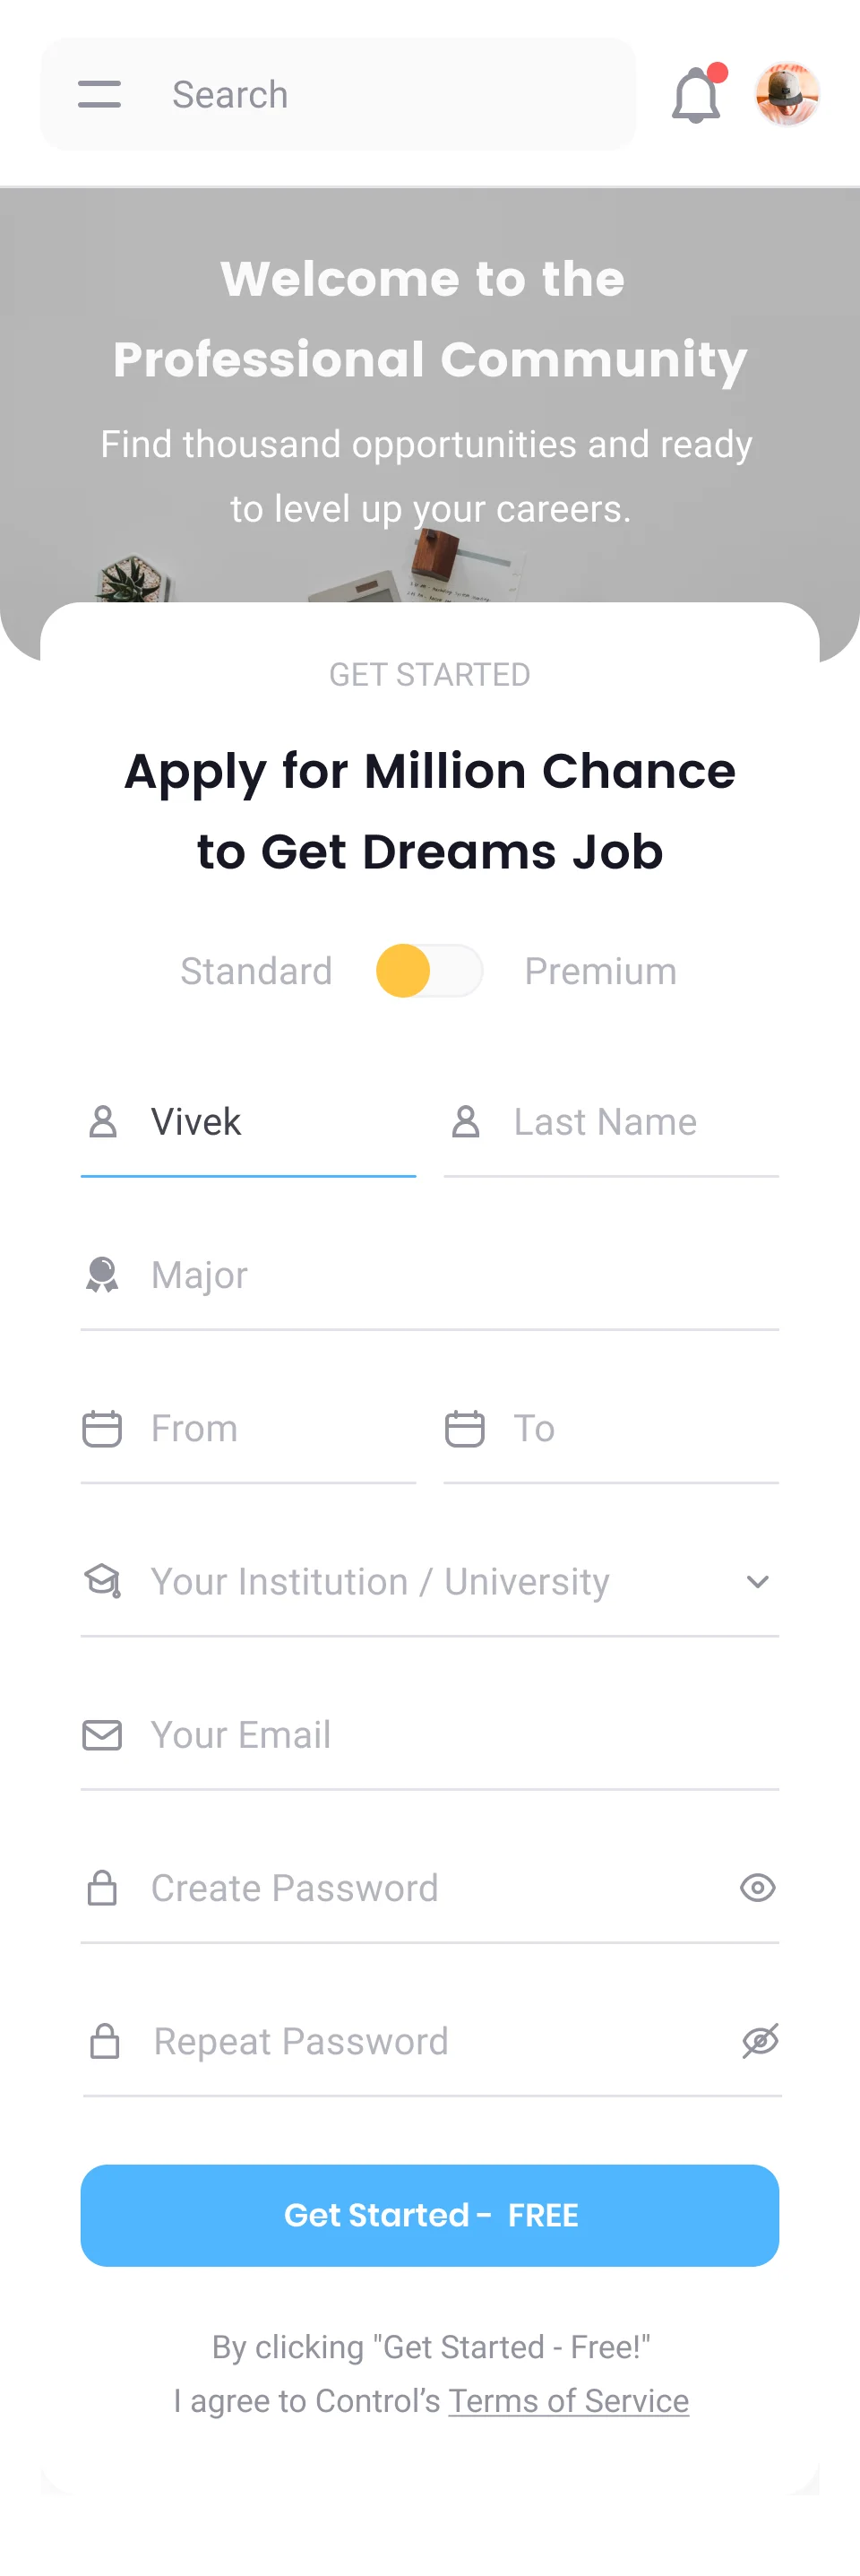 Search
Welcome to the
Professional Community
Find thousand opportunities and ready
to level up your careers.
GET STARTED
Apply for Million Chance
to Get Dreams Job
Standard Premium
Vivek Last Name
Major
From To
Your Institution / University
Your Email
Create Password
Repeat Password
Get Started - FREE
By clicking "Get Started - Free!"
I agree to Control’s Terms of Service